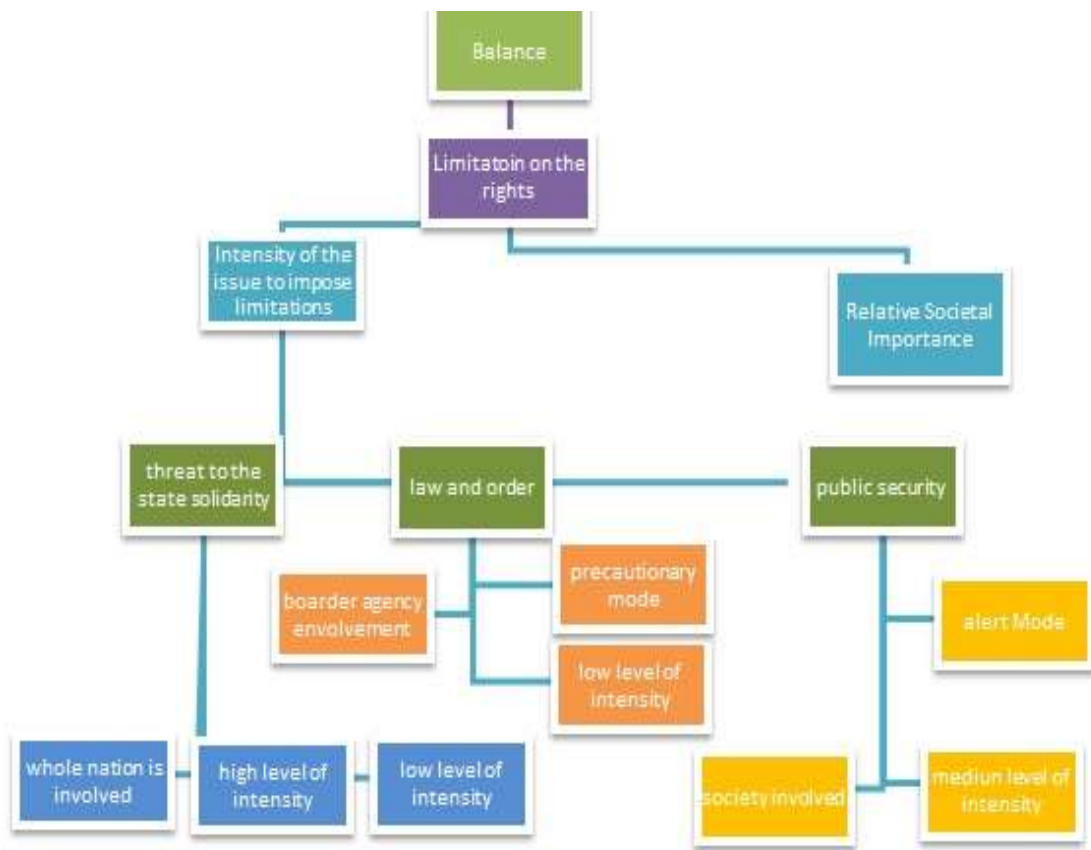 Balance
Limitatoin on the
rights
Intensity of the
issue to impose
limitations
Relative Societal
Importance
threat to the
state solidarity
law and order
public security
boarder agency
envolvement
precautionary
mode
low level of
intensity
alert Mode
whole nation is
involved
high level of
intensity
low level of
intensity
society involved
mediun level of
intensity